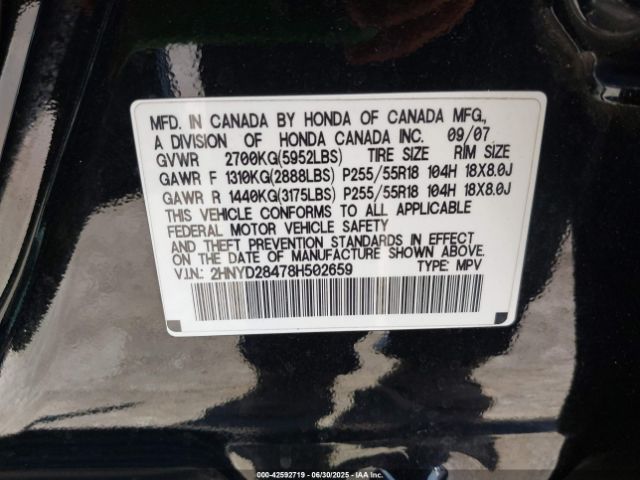 MFD. IN CANADA BY HONDA OF CANADA MFG.,
A DIVISION OF HONDA CANADA INC. 09/07
GVWR 2700KG(5952LBS) TIRE SIZE RIM SIZE
GAWR F 1310KG(2888LBS) P255/55R18 104H 18X8.0J
GAWR R 1440KG(3175LBS) P255/55R18 104H 18X8.0J
THIS VEHICLE CONFORMS TO ALL APPLICABLE
FEDERAL MOTOR VEHICLE SAFETY
AND THEFT PREVENTION STANDARDS IN EFFECT
ON THE DATE OF MANUFACTURE SHOWN ABOVE.
V.I.N.: 2HNYD28478H502659 TYPE: MPV
000-42592719 - 06/30/2025 - IAA Inc.